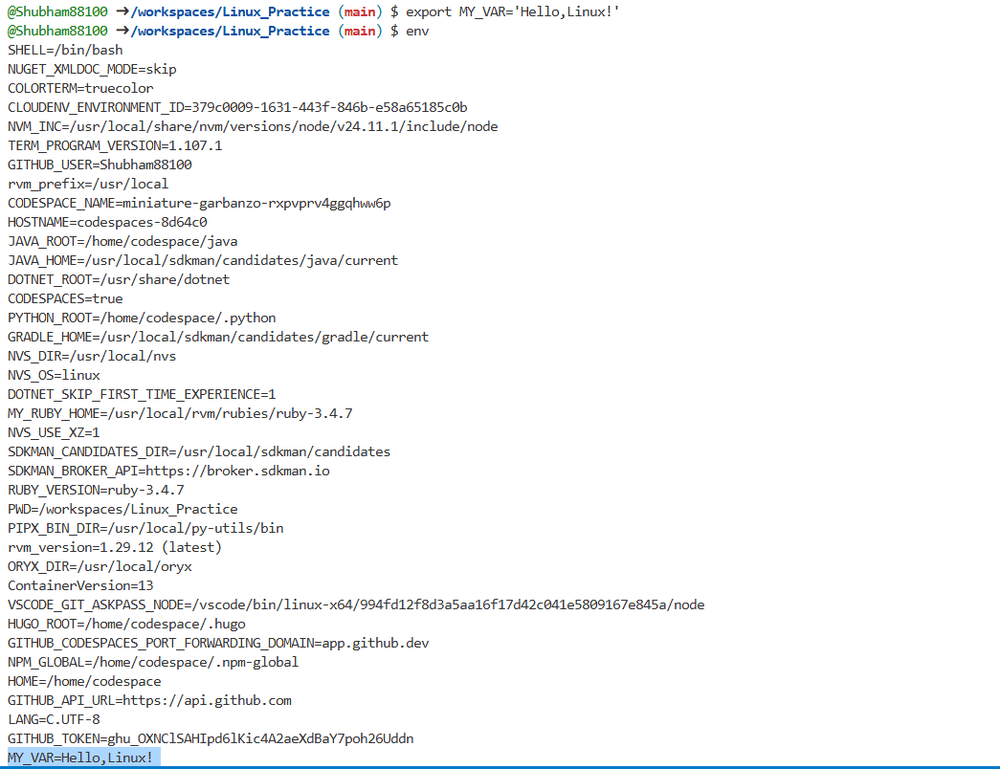 @Shubham88100 ➜/workspaces/Linux_Practice (main) $ export MY_VAR='Hello,Linux!'
@Shubham88100 ➜/workspaces/Linux_Practice (main) $ env
SHELL=/bin/bash
NUGET_XMLDOC_MODE=skip
COLORTERM=truecolor
CLOUDENV_ENVIRONMENT_ID=379c0009-1631-443f-846b-e58a65185c0b
NVM_INC=/usr/local/share/nvm/versions/node/v24.11.1/include/node
TERM_PROGRAM_VERSION=1.107.1
GITHUB_USER=Shubham88100
rvm_prefix=/usr/local
CODESPACE_NAME=miniature-garbanzo-rxpvprv4ggqhww6p
HOSTNAME=codespaces-8d64c0
JAVA_ROOT=/home/codespace/java
JAVA_HOME=/usr/local/sdkman/candidates/java/current
DOTNET_ROOT=/usr/share/dotnet
CODESPACES=true
PYTHON_ROOT=/home/codespace/.python
GRADLE_HOME=/usr/local/sdkman/candidates/gradle/current
NVS_DIR=/usr/local/nvs
NVS_OS=linux
DOTNET_SKIP_FIRST_TIME_EXPERIENCE=1
MY_RUBY_HOME=/usr/local/rvm/rubies/ruby-3.4.7
NVS_USE_XZ=1
SDKMAN_CANDIDATES_DIR=/usr/local/sdkman/candidates
SDKMAN_BROKER_API=https://broker.sdkman.io
RUBY_VERSION=ruby-3.4.7
PWD=/workspaces/Linux_Practice
PIPX_BIN_DIR=/usr/local/py-utils/bin
rvm_version=1.29.12 (latest)
ORYX_DIR=/usr/local/oryx
ContainerVersion=13
VSCODE_GIT_ASKPASS_NODE=/vscode/bin/linux-x64/994fd12f8d3a5aa16f17d42c041e5809167e845a/node
HUGO_ROOT=/home/codespace/.hugo
GITHUB_CODESPACES_PORT_FORWARDING_DOMAIN=app.github.dev
NPM_GLOBAL=/home/codespace/.npm-global
HOME=/home/codespace
GITHUB_API_URL=https://api.github.com
LANG=C.UTF-8
GITHUB_TOKEN=ghu_OXNClSAHIpd6lKic4A2aeXdBaY7poh26Uddn
MY_VAR=Hello,Linux!